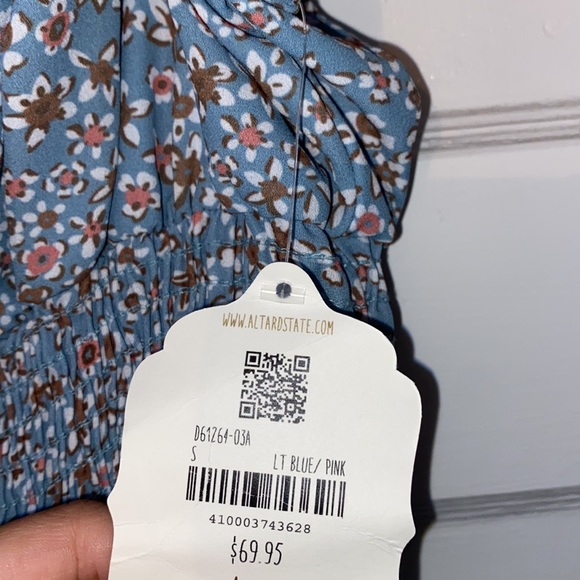 WWW.ALTARDSTATE.COM
D61264-03A
S LT BLUE/ PINK
410003743628
$69.95